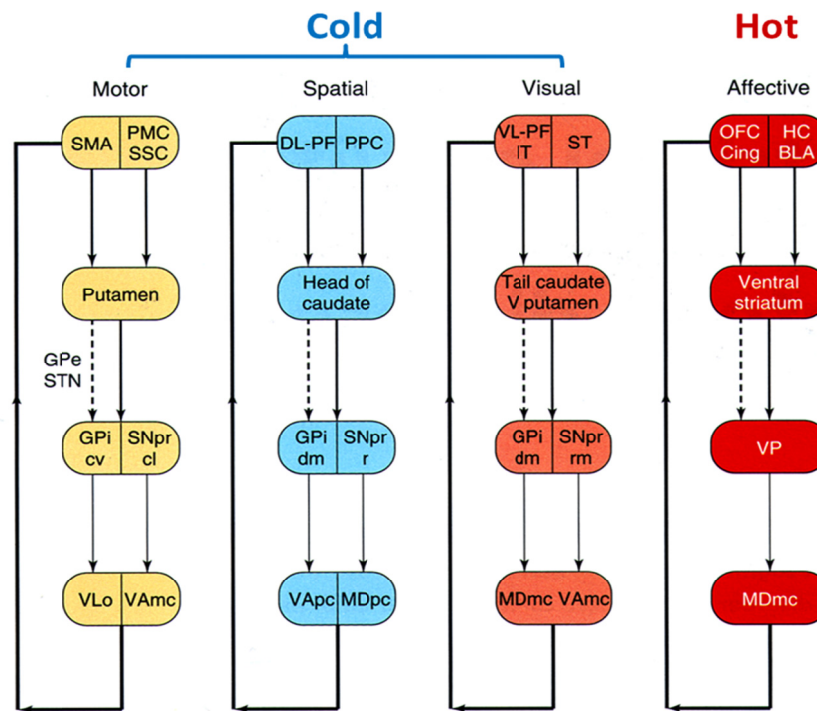 Cold
Hot
Motor
Spatial
Visual
Affective
SMA
PMC
SSC
DL-PF
PPC
VL-PF
IT
ST
OFC
Cing
HC
BLA
Putamen
Head of
caudate
Tail caudate
V putamen
Ventral
striatum
GPe
STN
GPi
cv
SNpr
cl
GPi
dm
SNpr
r
GPi
dm
SNpr
rm
VP
VLo
VAmc
VApc
MDpc
MDmc
VAmc
MDmc